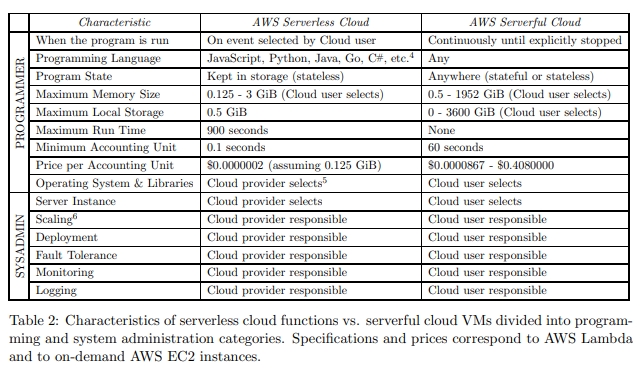 Characteristic AWS Serverless Cloud AWS Serverful Cloud
PROGRAMMER
When the program is run On event selected by Cloud user Continuously until explicitly stopped
Programming Language JavaScript, Python, Java, Go, C#, etc.4 Any
Program State Kept in storage (stateless) Anywhere (stateful or stateless)
Maximum Memory Size 0.125 - 3 GiB (Cloud user selects) 0.5 - 1952 GiB (Cloud user selects)
Maximum Local Storage 0.5 GiB 0 - 3600 GiB (Cloud user selects)
Maximum Run Time 900 seconds None
Minimum Accounting Unit 0.1 seconds 60 seconds
Price per Accounting Unit $0.0000002 (assuming 0.125 GiB) $0.0000867 - $0.4080000
Operating System & Libraries Cloud provider selects5 Cloud user selects
SYSADMIN
Server Instance Cloud provider selects Cloud user selects
Scaling6 Cloud provider responsible Cloud user responsible
Deployment Cloud provider responsible Cloud user responsible
Fault Tolerance Cloud provider responsible Cloud user responsible
Monitoring Cloud provider responsible Cloud user responsible
Logging Cloud provider responsible Cloud user responsible
Table 2: Characteristics of serverless cloud functions vs. serverful cloud VMs divided into program-
ming and system administration categories. Specifications and prices correspond to AWS Lambda
and to on-demand AWS EC2 instances.